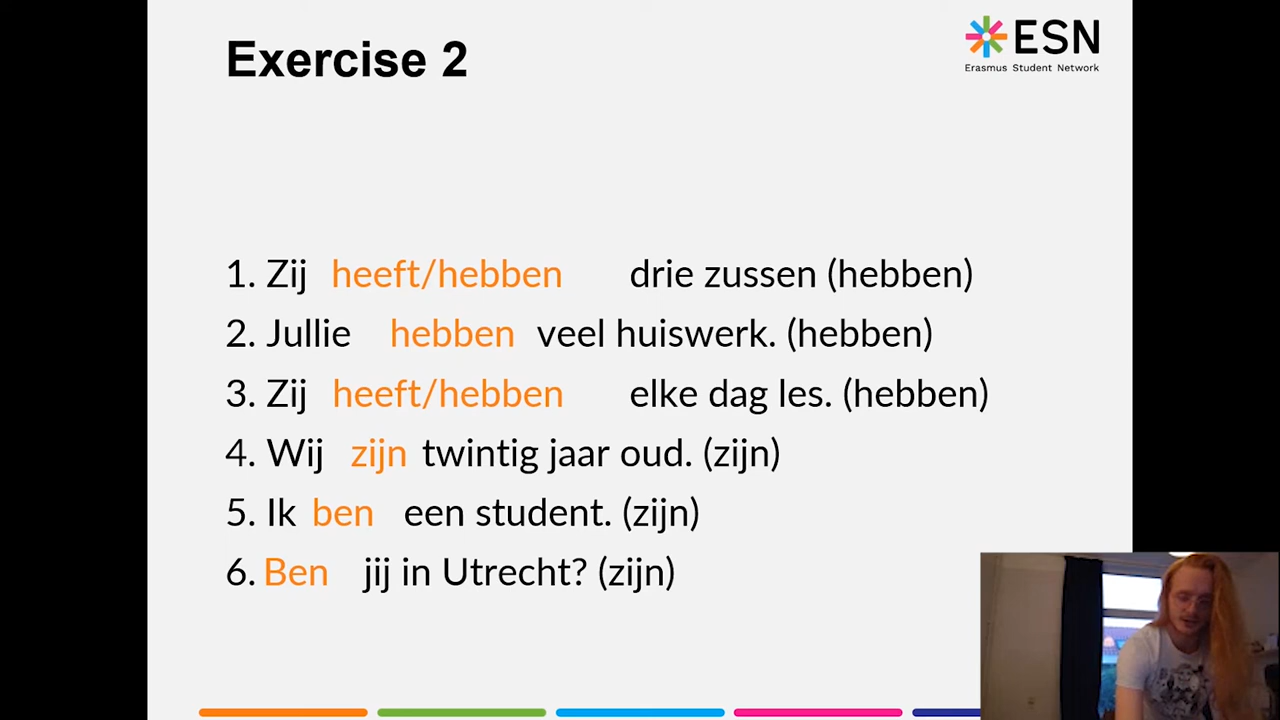 Exercise 2
ESN
Erasmus Student Network
1. Zij heeft/hebben drie zussen (hebben)
2. Jullie hebben veel huiswerk. (hebben)
3. Zij heeft/hebben elke dag les. (hebben)
4. Wij zijn twintig jaar oud. (zijn)
5. Ik ben een student. (zijn)
6. Ben jij in Utrecht? (zijn)